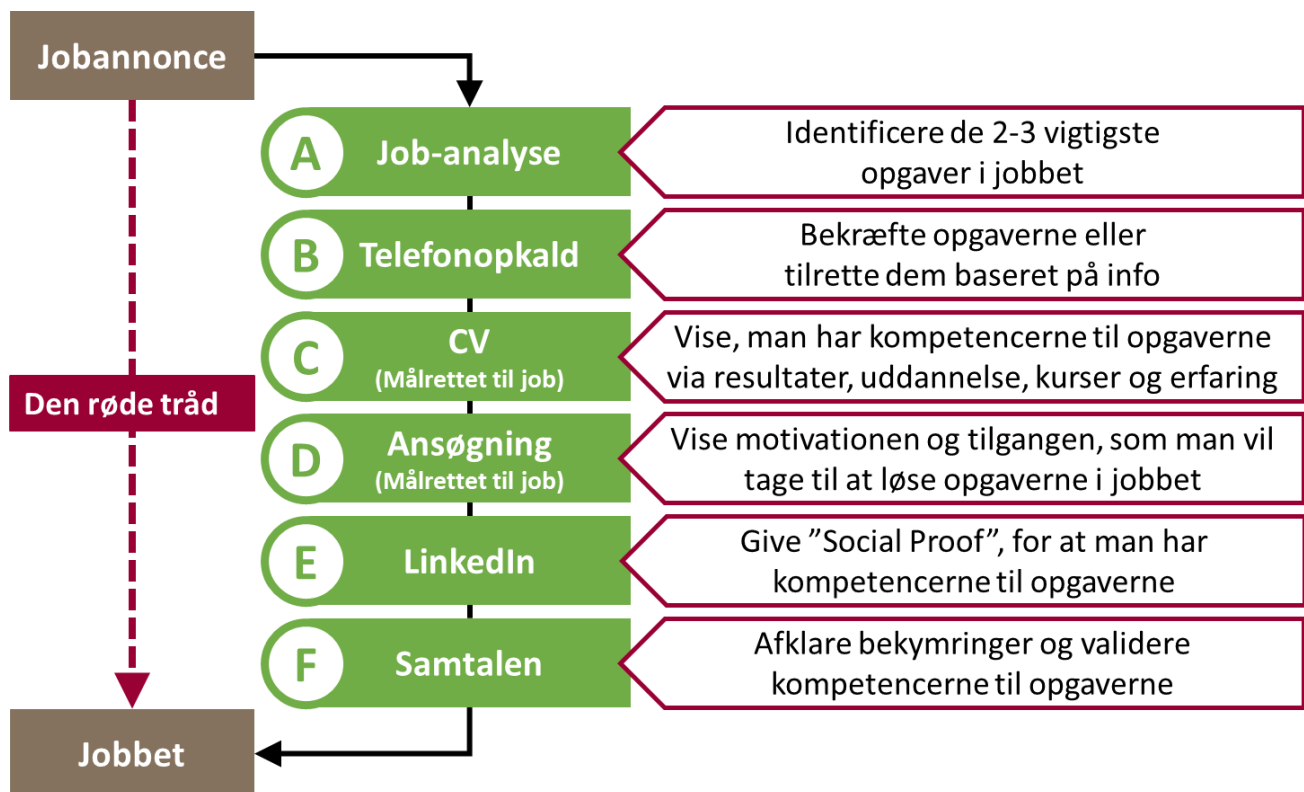 Jobannonce
A
Job-analyse
Identificere de 2-3 vigtigste
opgaver i jobbet
B
Telefonopkald
Bekræfte opgaverne eller
tilrette dem baseret på info
C
CV
(Målrettet til job)
Vise, man har kompetencerne til opgaverne
via resultater, uddannelse, kurser og erfaring
Den røde tråd
D
Ansøgning
(Målrettet til job)
Vise motivationen og tilgangen, som man vil
tage til at løse opgaverne i jobbet
E
LinkedIn
Give ”Social Proof”, for at man har
kompetencerne til opgaverne
F
Samtalen
Afklare bekymringer og validere
kompetencerne til opgaverne
Jobbet